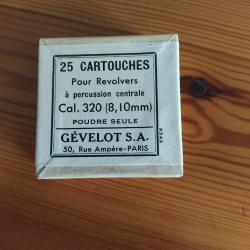 25 CARTOUCHES
Pour Revolvers
à percussion centrale
Cal. 320 (8,10mm)
POUDRE SEULE
GÉVELOT S.A.
50, Rue Ampère-PARIS